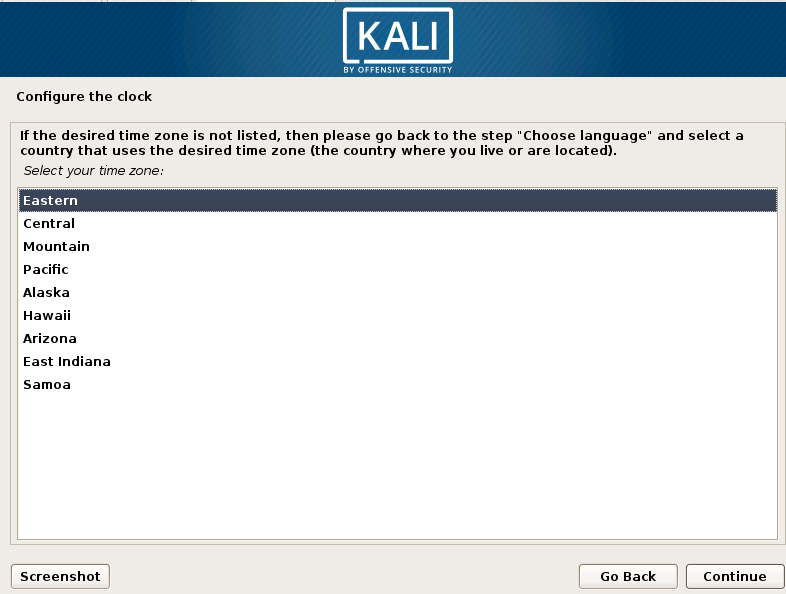 KALI
BY OFFENSIVE SECURITY
Configure the clock
If the desired time zone is not listed, then please go back to the step "Choose language" and select a
country that uses the desired time zone (the country where you live or are located).
Select your time zone:
Eastern
Central
Mountain
Pacific
Alaska
Hawaii
Arizona
East Indiana
Samoa
Screenshot
Go Back
Continue